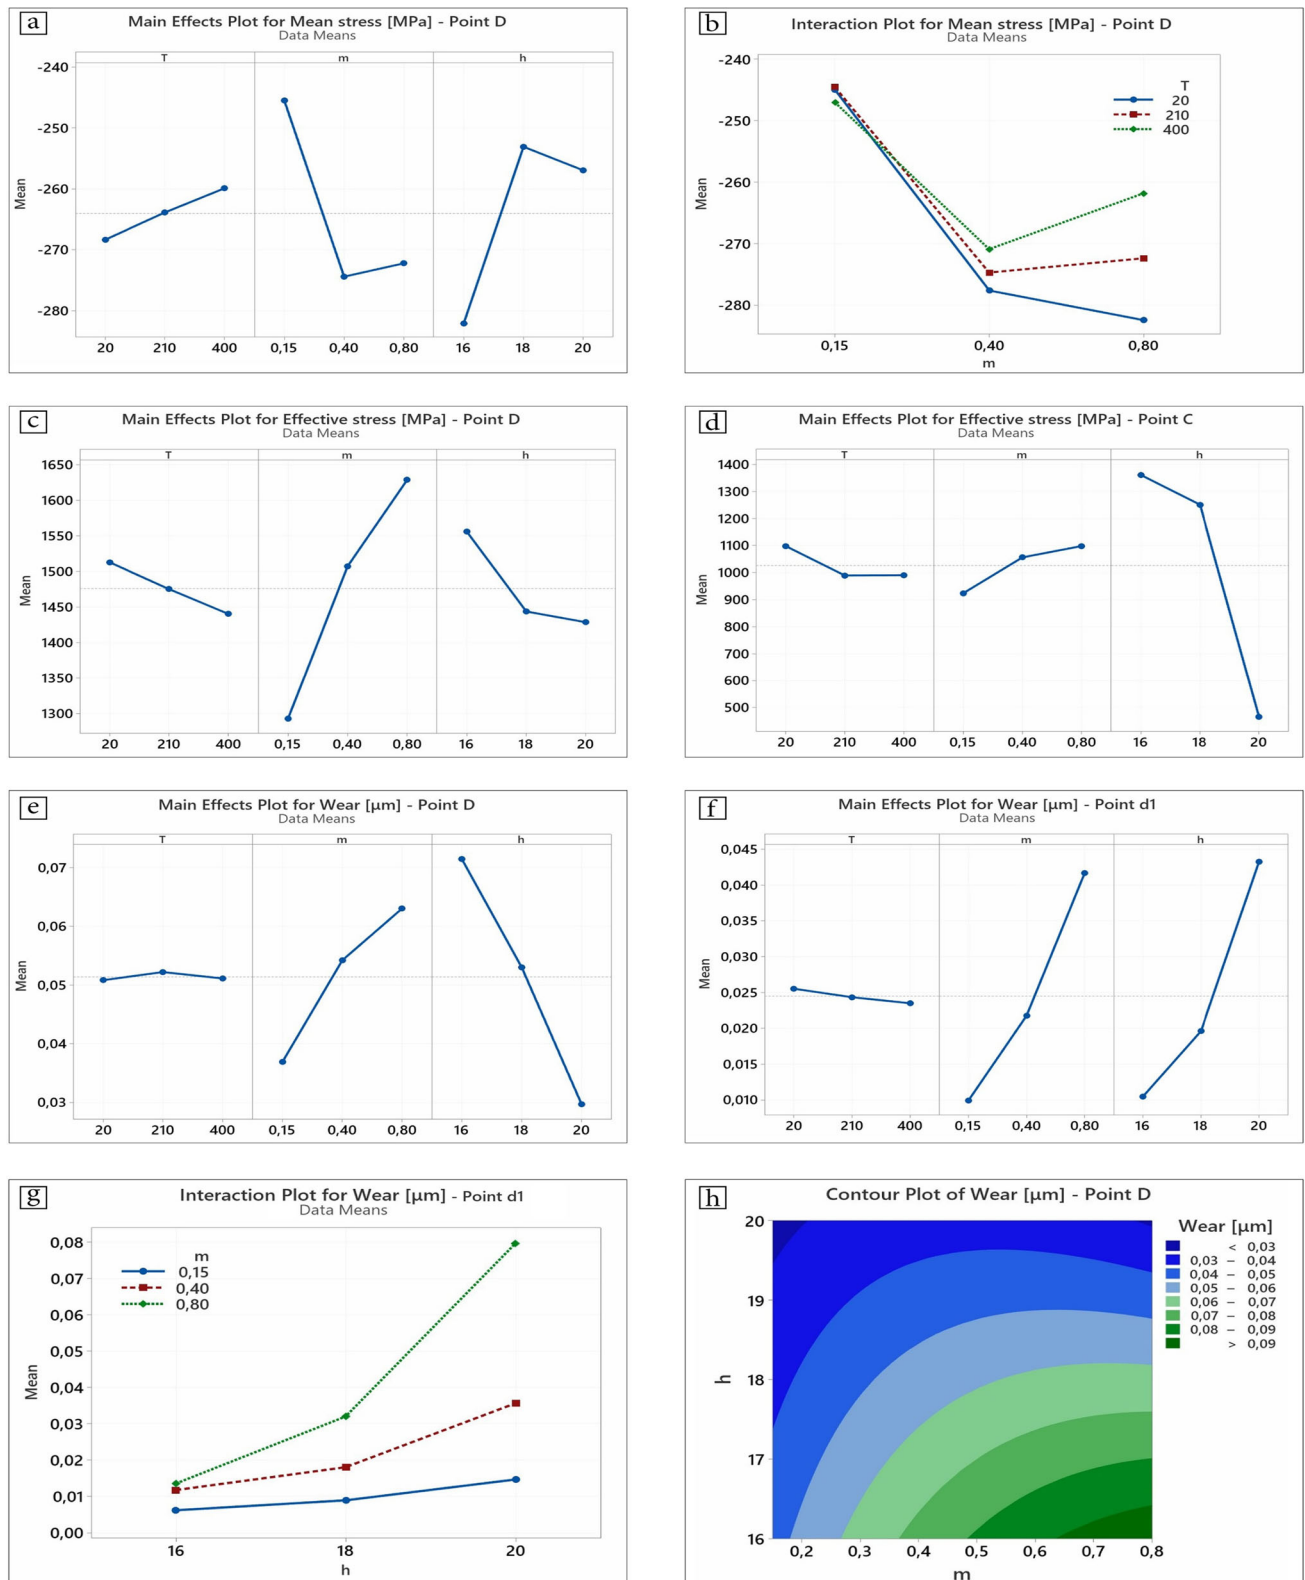 a
Main Effects Plot for Mean stress [MPa] - Point D
Data Means
T m h
-240
-250
-260
-270
-280
Mean
20 210 400 0,15 0,40 0,80 16 18 20
b
Interaction Plot for Mean stress [MPa] - Point D
Data Means
-240
-250
-260
-270
-280
Mean
T
20
210
400
0,15 0,40 0,80
m
c
Main Effects Plot for Effective stress [MPa] - Point D
Data Means
T m h
1650
1600
1550
1500
1450
1400
1350
1300
Mean
20 210 400 0,15 0,40 0,80 16 18 20
d
Main Effects Plot for Effective stress [MPa] - Point C
Data Means
T m h
1400
1300
1200
1100
1000
900
800
700
600
500
Mean
20 210 400 0,15 0,40 0,80 16 18 20
e
Main Effects Plot for Wear [µm] - Point D
Data Means
T m h
0,07
0,06
0,05
0,04
0,03
Mean
20 210 400 0,15 0,40 0,80 16 18 20
f
Main Effects Plot for Wear [µm] - Point d1
Data Means
T m h
0,045
0,040
0,035
0,030
0,025
0,020
0,015
0,010
Mean
20 210 400 0,15 0,40 0,80 16 18 20
g
Interaction Plot for Wear [µm] - Point d1
Data Means
0,08
0,07
0,06
0,05
0,04
0,03
0,02
0,01
0,00
Mean
m
0,15
0,40
0,80
16 18 20
h
h
Contour Plot of Wear [µm] - Point D
20
19
18
17
16
h
Wear [µm]
< 0,03
0,03 – 0,04
0,04 – 0,05
0,05 – 0,06
0,06 – 0,07
0,07 – 0,08
0,08 – 0,09
> 0,09
0,2 0,3 0,4 0,5 0,6 0,7 0,8
m